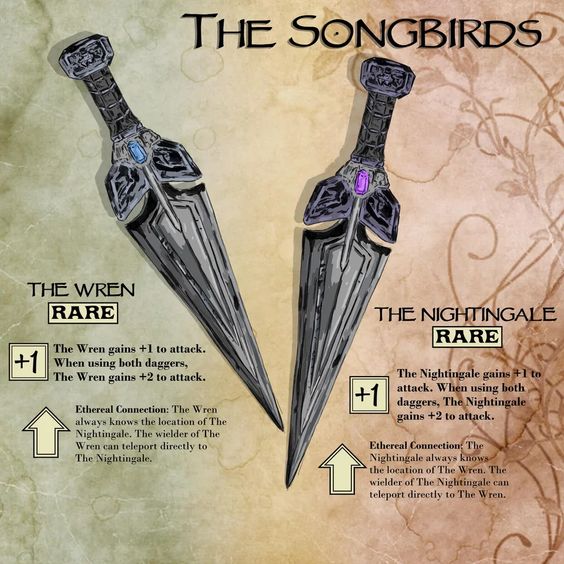 THE SONGBIRDS
THE WREN
RARE
+1
The Wren gains +1 to attack.
When using both daggers,
The Wren gains +2 to attack.
Ethereal Connection: The Wren
always knows the location of The
Nightingale. The wielder of The
Wren can teleport directly to
The Nightingale.
THE NIGHTINGALE
RARE
+1
The Nightingale gains +1 to
attack. When using both
daggers, The Nightingale
gains +2 to attack.
Ethereal Connection: The
Nightingale always knows
the location of The Wren. The
wielder of The Nightingale can
teleport directly to The Wren.